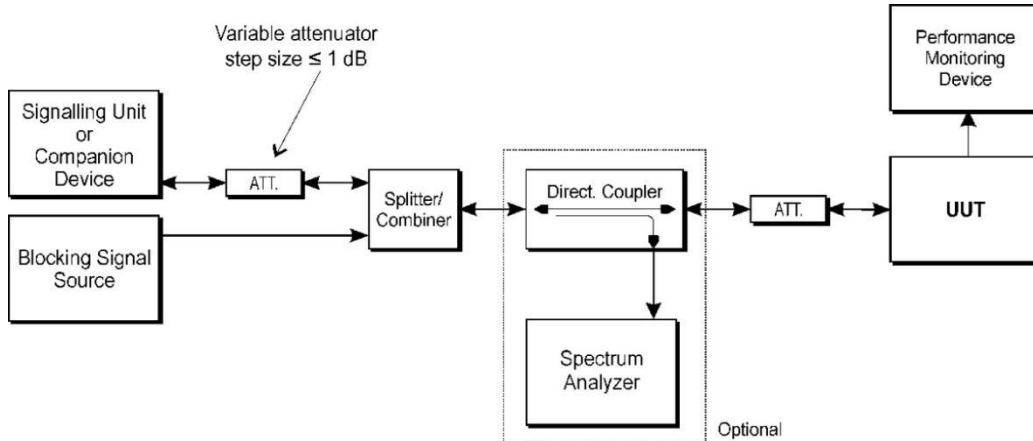 Variable attenuator
step size ≤ 1 dB
Performance
Monitoring
Device
Signalling Unit
or
Companion
Device
ATT.
Splitter/
Combiner
Direct. Coupler
ATT.
UUT
Blocking Signal
Source
Spectrum
Analyzer
Optional